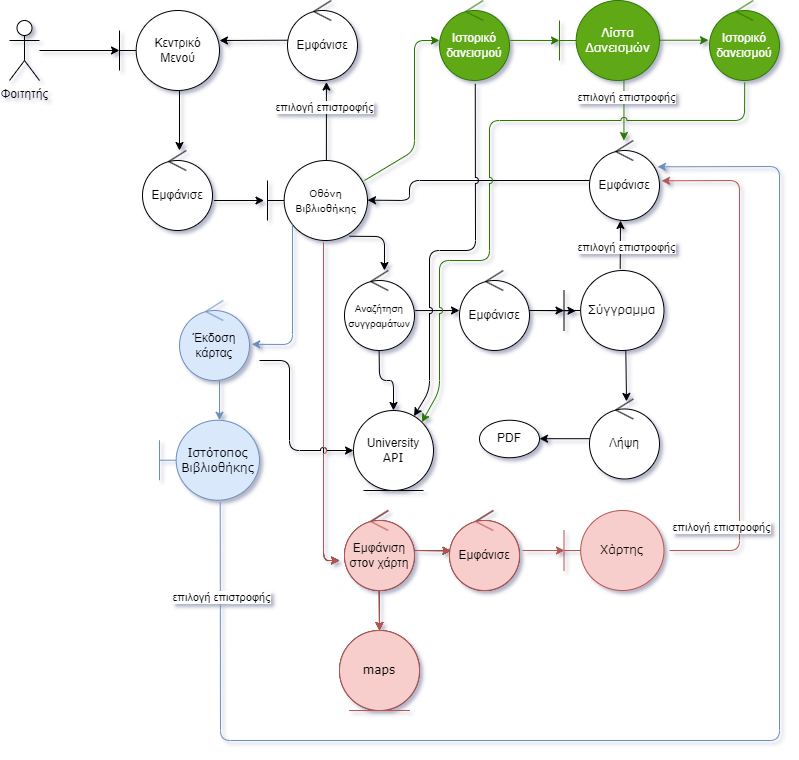 Φοιτητής
Κεντρικό
Μενού
Εμφάνισε
επιλογή επιστροφής
Ιστορικό
δανεισμού
Λίστα
Δανεισμών
Ιστορικό
δανεισμού
επιλογή επιστροφής
Εμφάνισε
Οθόνη
Βιβλιοθήκης
Εμφάνισε
επιλογή επιστροφής
Έκδοση
κάρτας
Αναζήτηση
συγγραμάτων
Εμφάνισε
Σύγγραμμα
Ιστότοπος
Βιβλιοθήκης
University
API
PDF
Λήψη
Εμφάνιση
στον χάρτη
Εμφάνισε
Χάρτης
επιλογή επιστροφής
επιλογή επιστροφής
maps